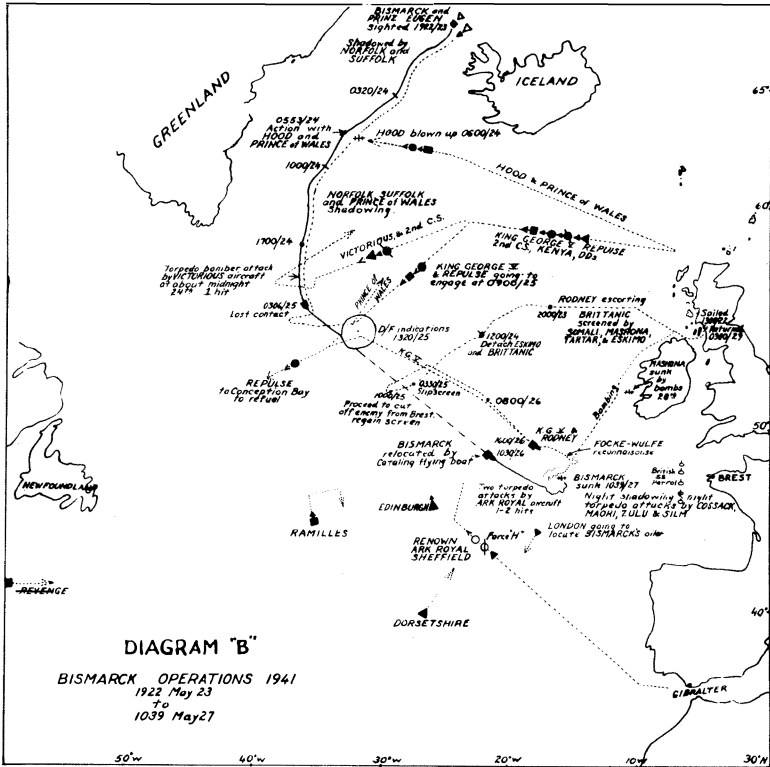 BISMARCK and
PRINZ EUGEN
sighted 1922/23
Shadowed by
NORFOLK and
SUFFOLK
ICELAND
GREENLAND
65°
0320/24
0553/24
Action with
HOOD and
PRINCE of WALES
HOOD blown up 0600/24
1000/24
HOOD & PRINCE of WALES
NORFOLK, SUFFOLK
and PRINCE of WALES
Shadowing
60°
VICTORIOUS & 2nd C.S.
KING GEORGE V REPULSE
2nd CS, KENYA, DDs
1700/24
Torpedo bomber attack
by VICTORIOUS aircraft
at about midnight
24th 1 hit
PRINCE of
WALES
KING GEORGE V
& REPULSE going to
engage at 0900/25
0306/25
Lost contact
RODNEY escorting
BRITTANIC
screened by
SOMALI, MASHONA,
TARTAR, & ESKIMO
2000/23
Sailed
Returned
D/F indications
1320/25
1200/24
Detach ESKIMO
and BRITTANIC
MASHONA
sunk
by
bombs
28th
K.G. V
REPULSE
to Conception Bay
to refuel
0350/25
Slip screen
1000/25
Proceed to cut
off enemy from Brest.
regain screen
0800/26
Bombing
50°
K.G. V &
RODNEY
BISMARCK
relocated by
Catalina flying boat
1030/26
FOCKE-WULFE
reconnaisanse
NEWFOUNDLAND
BISMARCK
sunk 1039/27
British
SS
Patrol
BREST
Two torpedo
attacks by
ARK ROYAL aircraft
1-2 hits
Night shadowing & night
torpedo attacks by COSSACK,
MAORI, ZULU & SIKH
EDINBURGH
RAMILLES
RENOWN
ARK ROYAL
SHEFFIELD
Force "H"
LONDON going to
locate BISMARCK'S oiler
REVENGE
40°
DORSETSHIRE
DIAGRAM "B"
BISMARCK OPERATIONS 1941
1922 May 23
to
1039 May 27
GIBRALTER
50°W
40°W
30°W
20°W
10°W
30°N